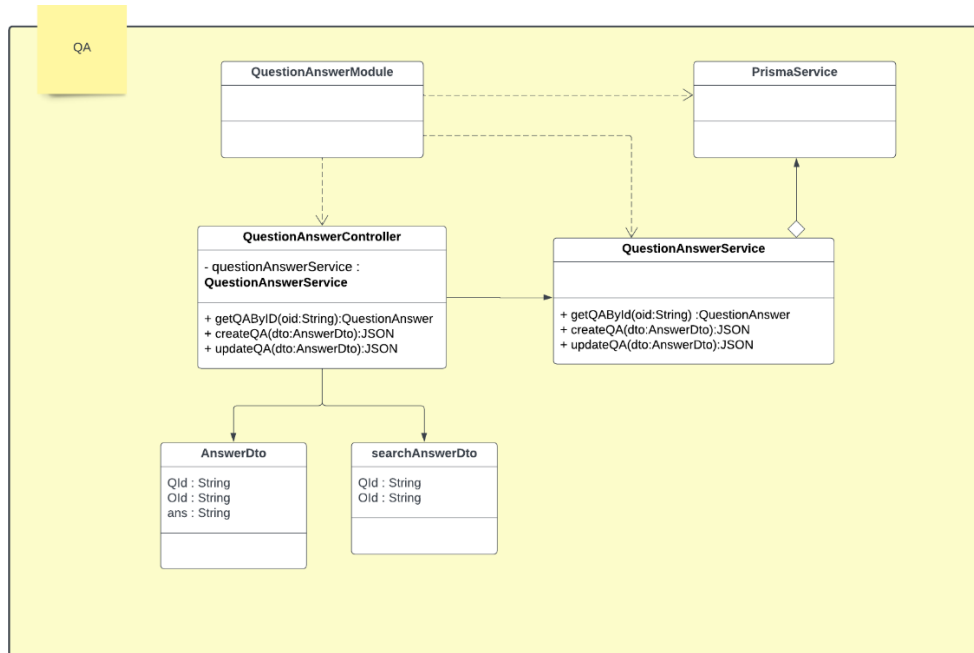 QA
QuestionAnswerModule
PrismaService
QuestionAnswerController
- questionAnswerService :
QuestionAnswerService
+ getQAByID(oid:String):QuestionAnswer
+ createQA(dto:AnswerDto):JSON
+ updateQA(dto:AnswerDto):JSON
QuestionAnswerService
+ getQAById(oid:String) :QuestionAnswer
+ createQA(dto:AnswerDto):JSON
+ updateQA(dto:AnswerDto):JSON
AnswerDto
QId : String
OId : String
ans : String
searchAnswerDto
QId : String
OId : String